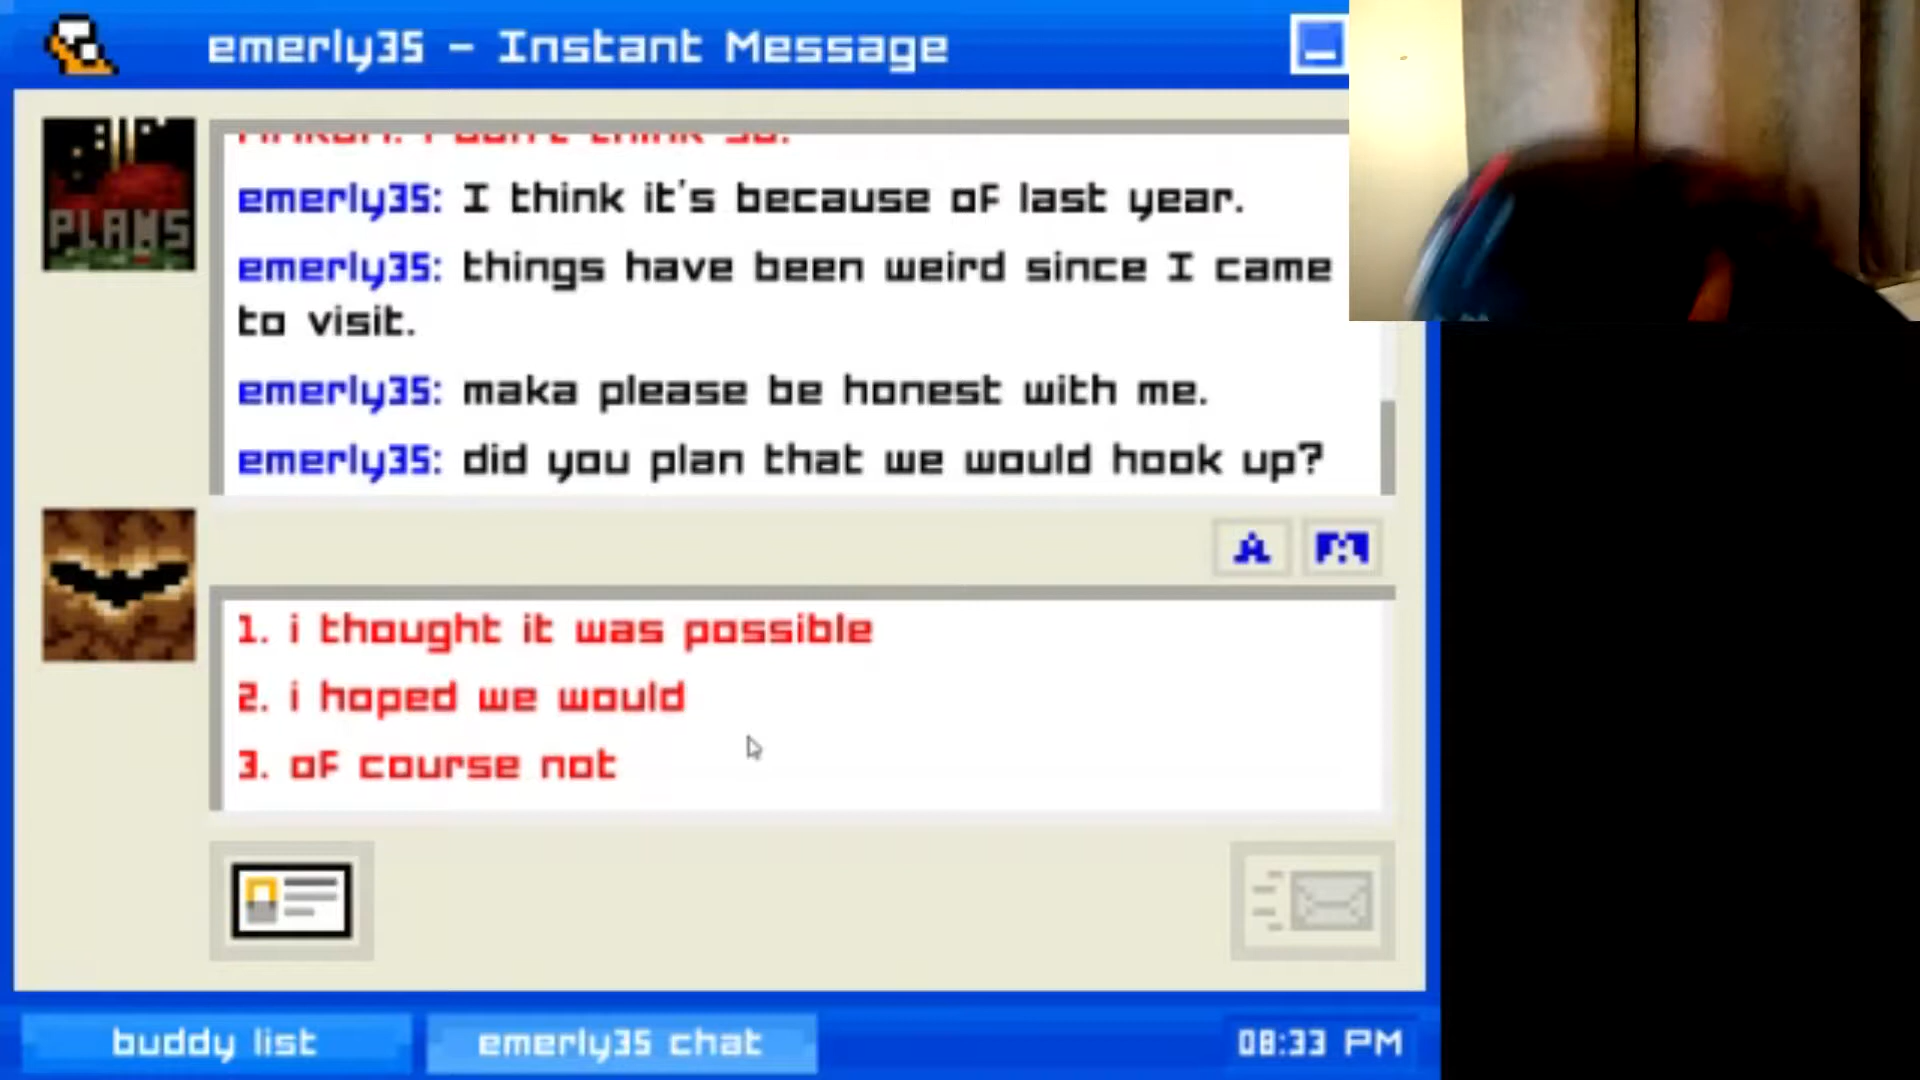 emerly35 - Instant Message
PLANS
emerly35: I think it's because of last year.
emerly35: things have been weird since I came
to visit.
emerly35: maka please be honest with me.
emerly35: did you plan that we would hook up?
A
1. i thought it was possible
2. i hoped we would
3. of course not
buddy list
emerly35 chat
08:33 PM